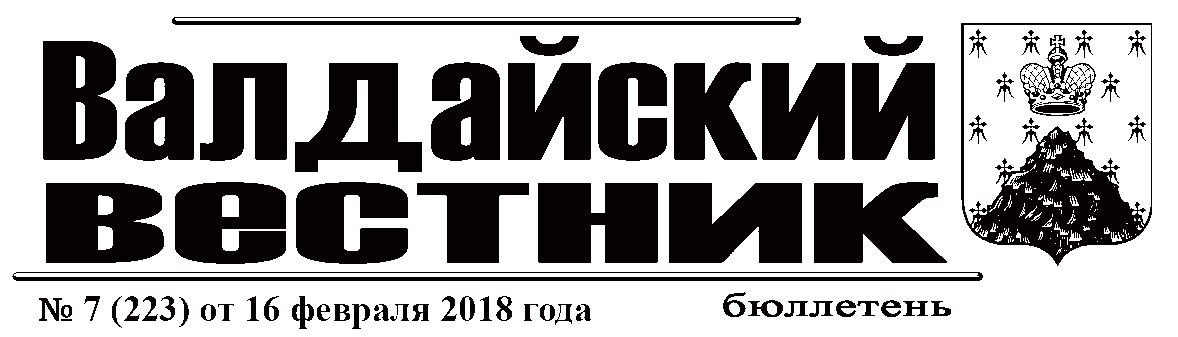 Валдайский
вестник
№ 7 (223) от 16 февраля 2018 года
бюллетень